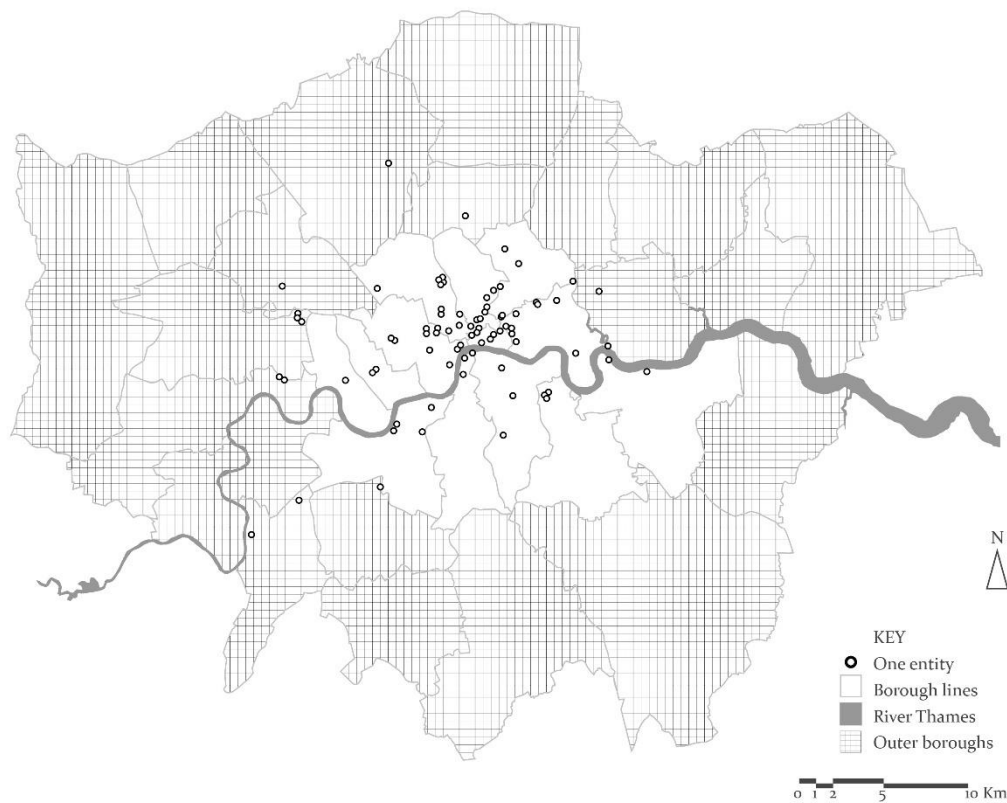 N
KEY
One entity
Borough lines
River Thames
Outer boroughs
0 1 2 5 10 Km